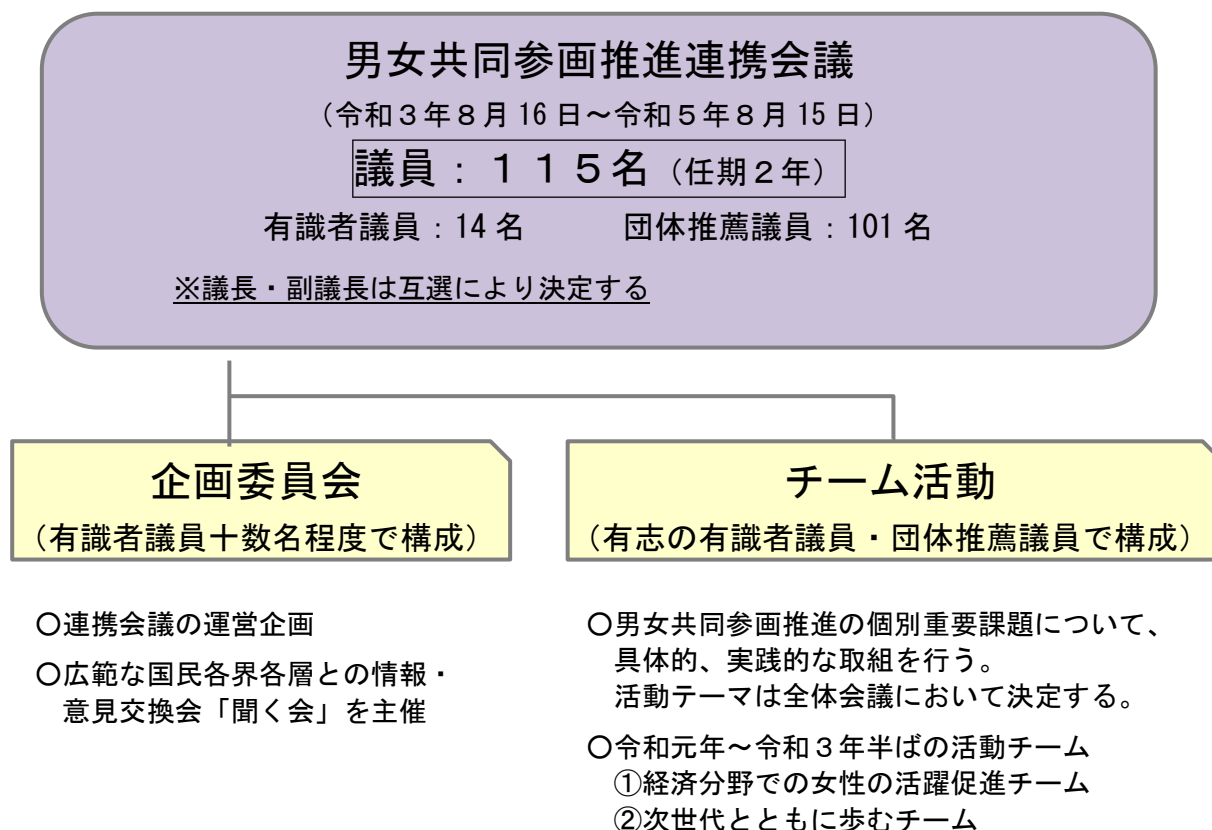 男女共同参画推進連携会議
（令和３年８月16日～令和５年８月15日）
議員：１１５名（任期２年）
有識者議員：14名　　団体推薦議員：101名
※議長・副議長は互選により決定する
企画委員会
（有識者議員十数名程度で構成）
チーム活動
（有志の有識者議員・団体推薦議員で構成）
〇連携会議の運営企画
〇広範な国民各界各層との情報・
意見交換会「聞く会」を主催
〇男女共同参画推進の個別重要課題について、
具体的、実践的な取組を行う。
活動テーマは全体会議において決定する。
〇令和元年～令和３年半ばの活動チーム
①経済分野での女性の活躍促進チーム
②次世代とともに歩むチーム